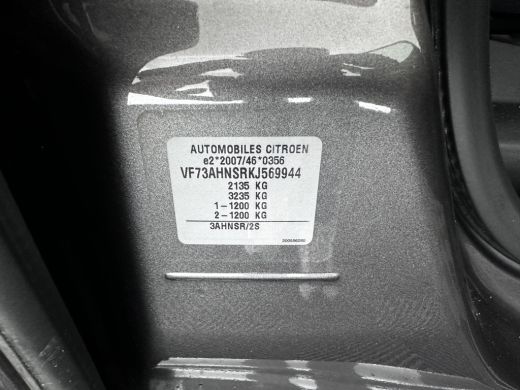 AUTOMOBILES CITROEN
e2*2007/46*0356
VF73AHNSRKJ569944
2135 KG
3235 KG
1-1200 KG
2-1200 KG
3AHNSR/2S